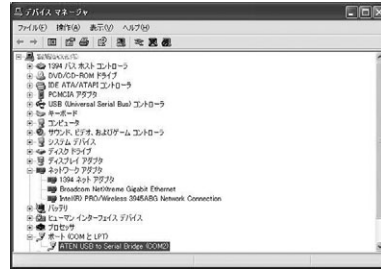 デバイス マネージャ
ファイル(F) 操作(A) 表示(V) ヘルプ(H)
1394 バス ホスト コントローラ
DVD/CD-ROM ドライブ
IDE ATA/ATAPI コントローラ
PCMCIA アダプタ
USB (Universal Serial Bus) コントローラ
キーボード
コンピュータ
サウンド、ビデオ、およびゲーム コントローラ
システム デバイス
ディスク ドライブ
ディスプレイ アダプタ
ネットワーク アダプタ
1394 ネット アダプタ
Broadcom NetXtreme Gigabit Ethernet
Intel(R) PRO/Wireless 3945ABG Network Connection
バッテリ
ヒューマン インターフェイス デバイス
プロセッサ
ポート (COM と LPT)
ATEN USB to Serial Bridge (COM2)